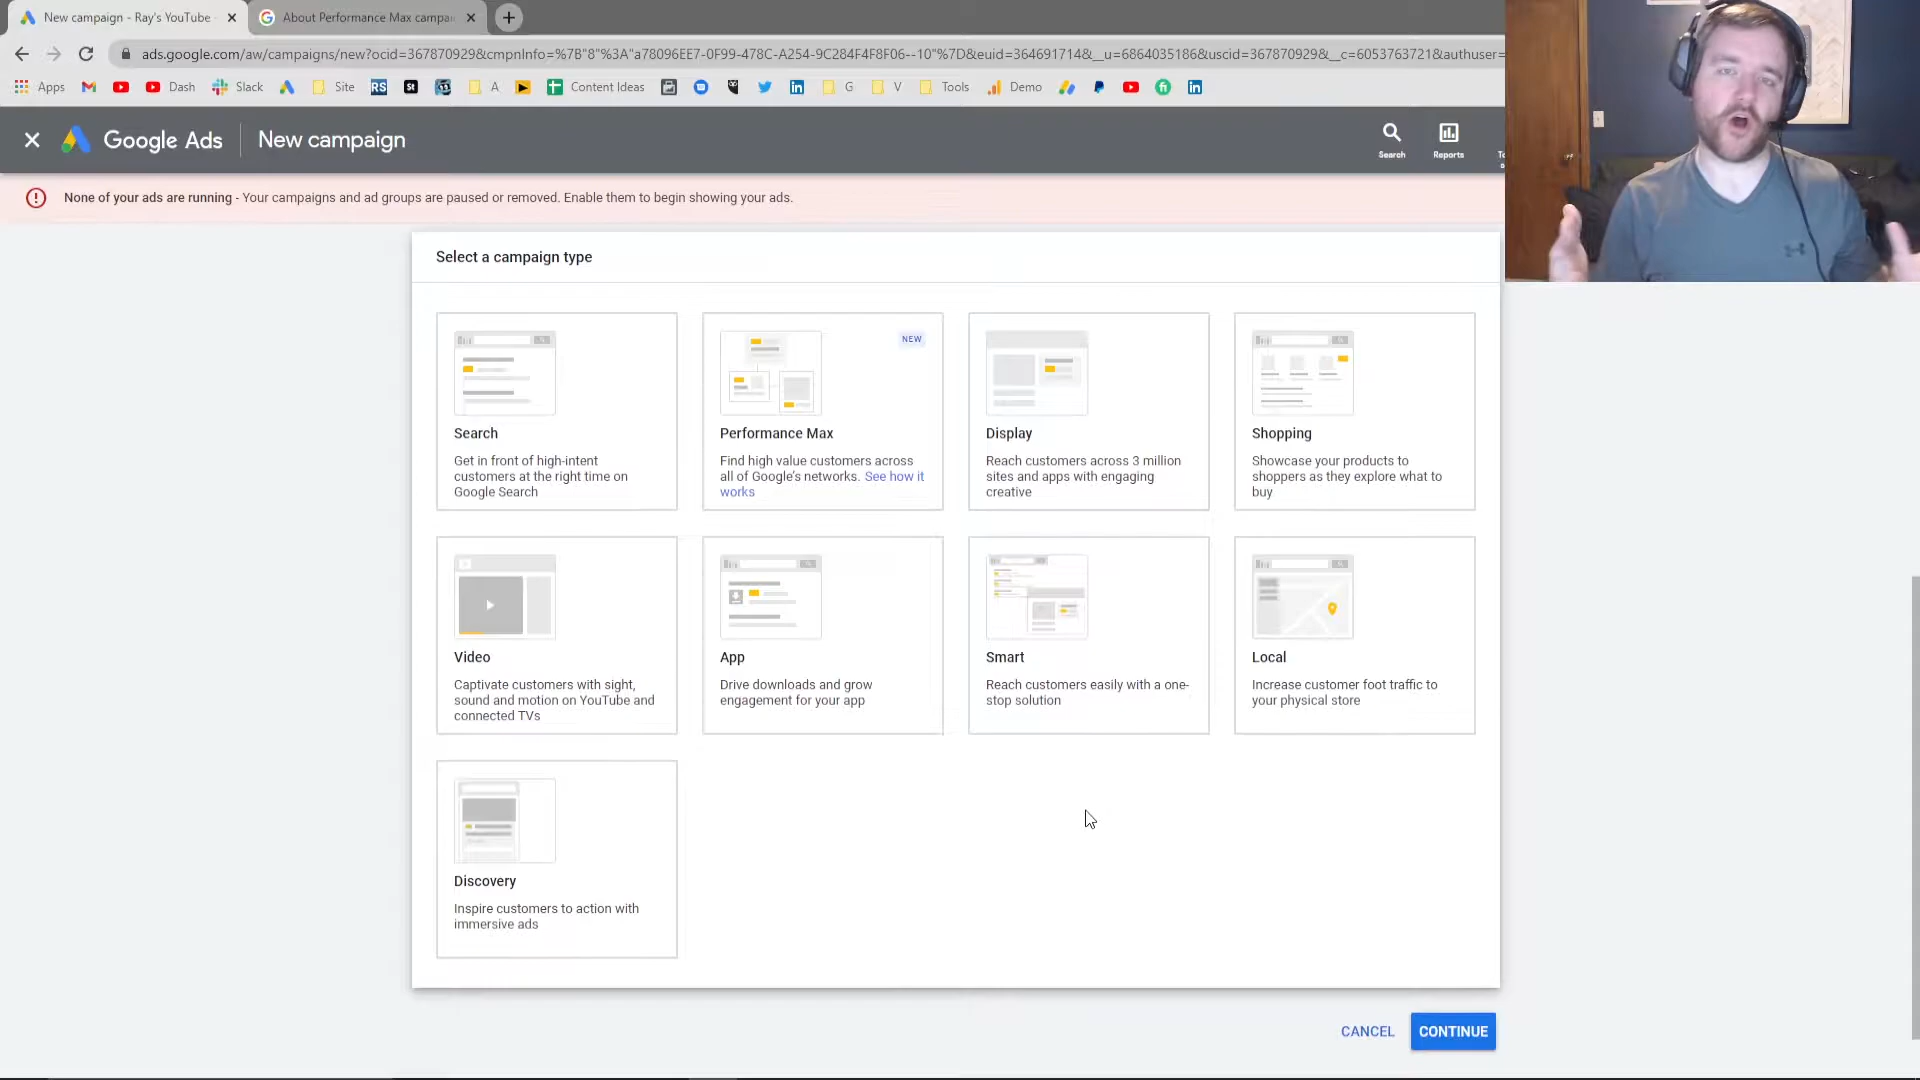 New campaign - Ray's YouTube
About Performance Max campai
ads.google.com/aw/campaigns/new?ocid=367870929&cmpnInfo=%7B"8"%3A"a78096EE7-0F99-478C-A254-9C284F4F8F06--10"%7D&euid=364691714&__u=6864035186&uscid=367870929&__c=6053763721&authuser=
Apps
Dash
Slack
Site
RS
St
A
Content Ideas
G
V
Tools
Demo
Google Ads
New campaign
Search
Reports
None of your ads are running - Your campaigns and ad groups are paused or removed. Enable them to begin showing your ads.
Select a campaign type
Search
Get in front of high-intent
customers at the right time on
Google Search
NEW
Performance Max
Find high value customers across
all of Google's networks. See how it
works
Display
Reach customers across 3 million
sites and apps with engaging
creative
Shopping
Showcase your products to
shoppers as they explore what to
buy
Video
Captivate customers with sight,
sound and motion on YouTube and
connected TVs
App
Drive downloads and grow
engagement for your app
Smart
Reach customers easily with a one-
stop solution
Local
Increase customer foot traffic to
your physical store
Discovery
Inspire customers to action with
immersive ads
CANCEL
CONTINUE